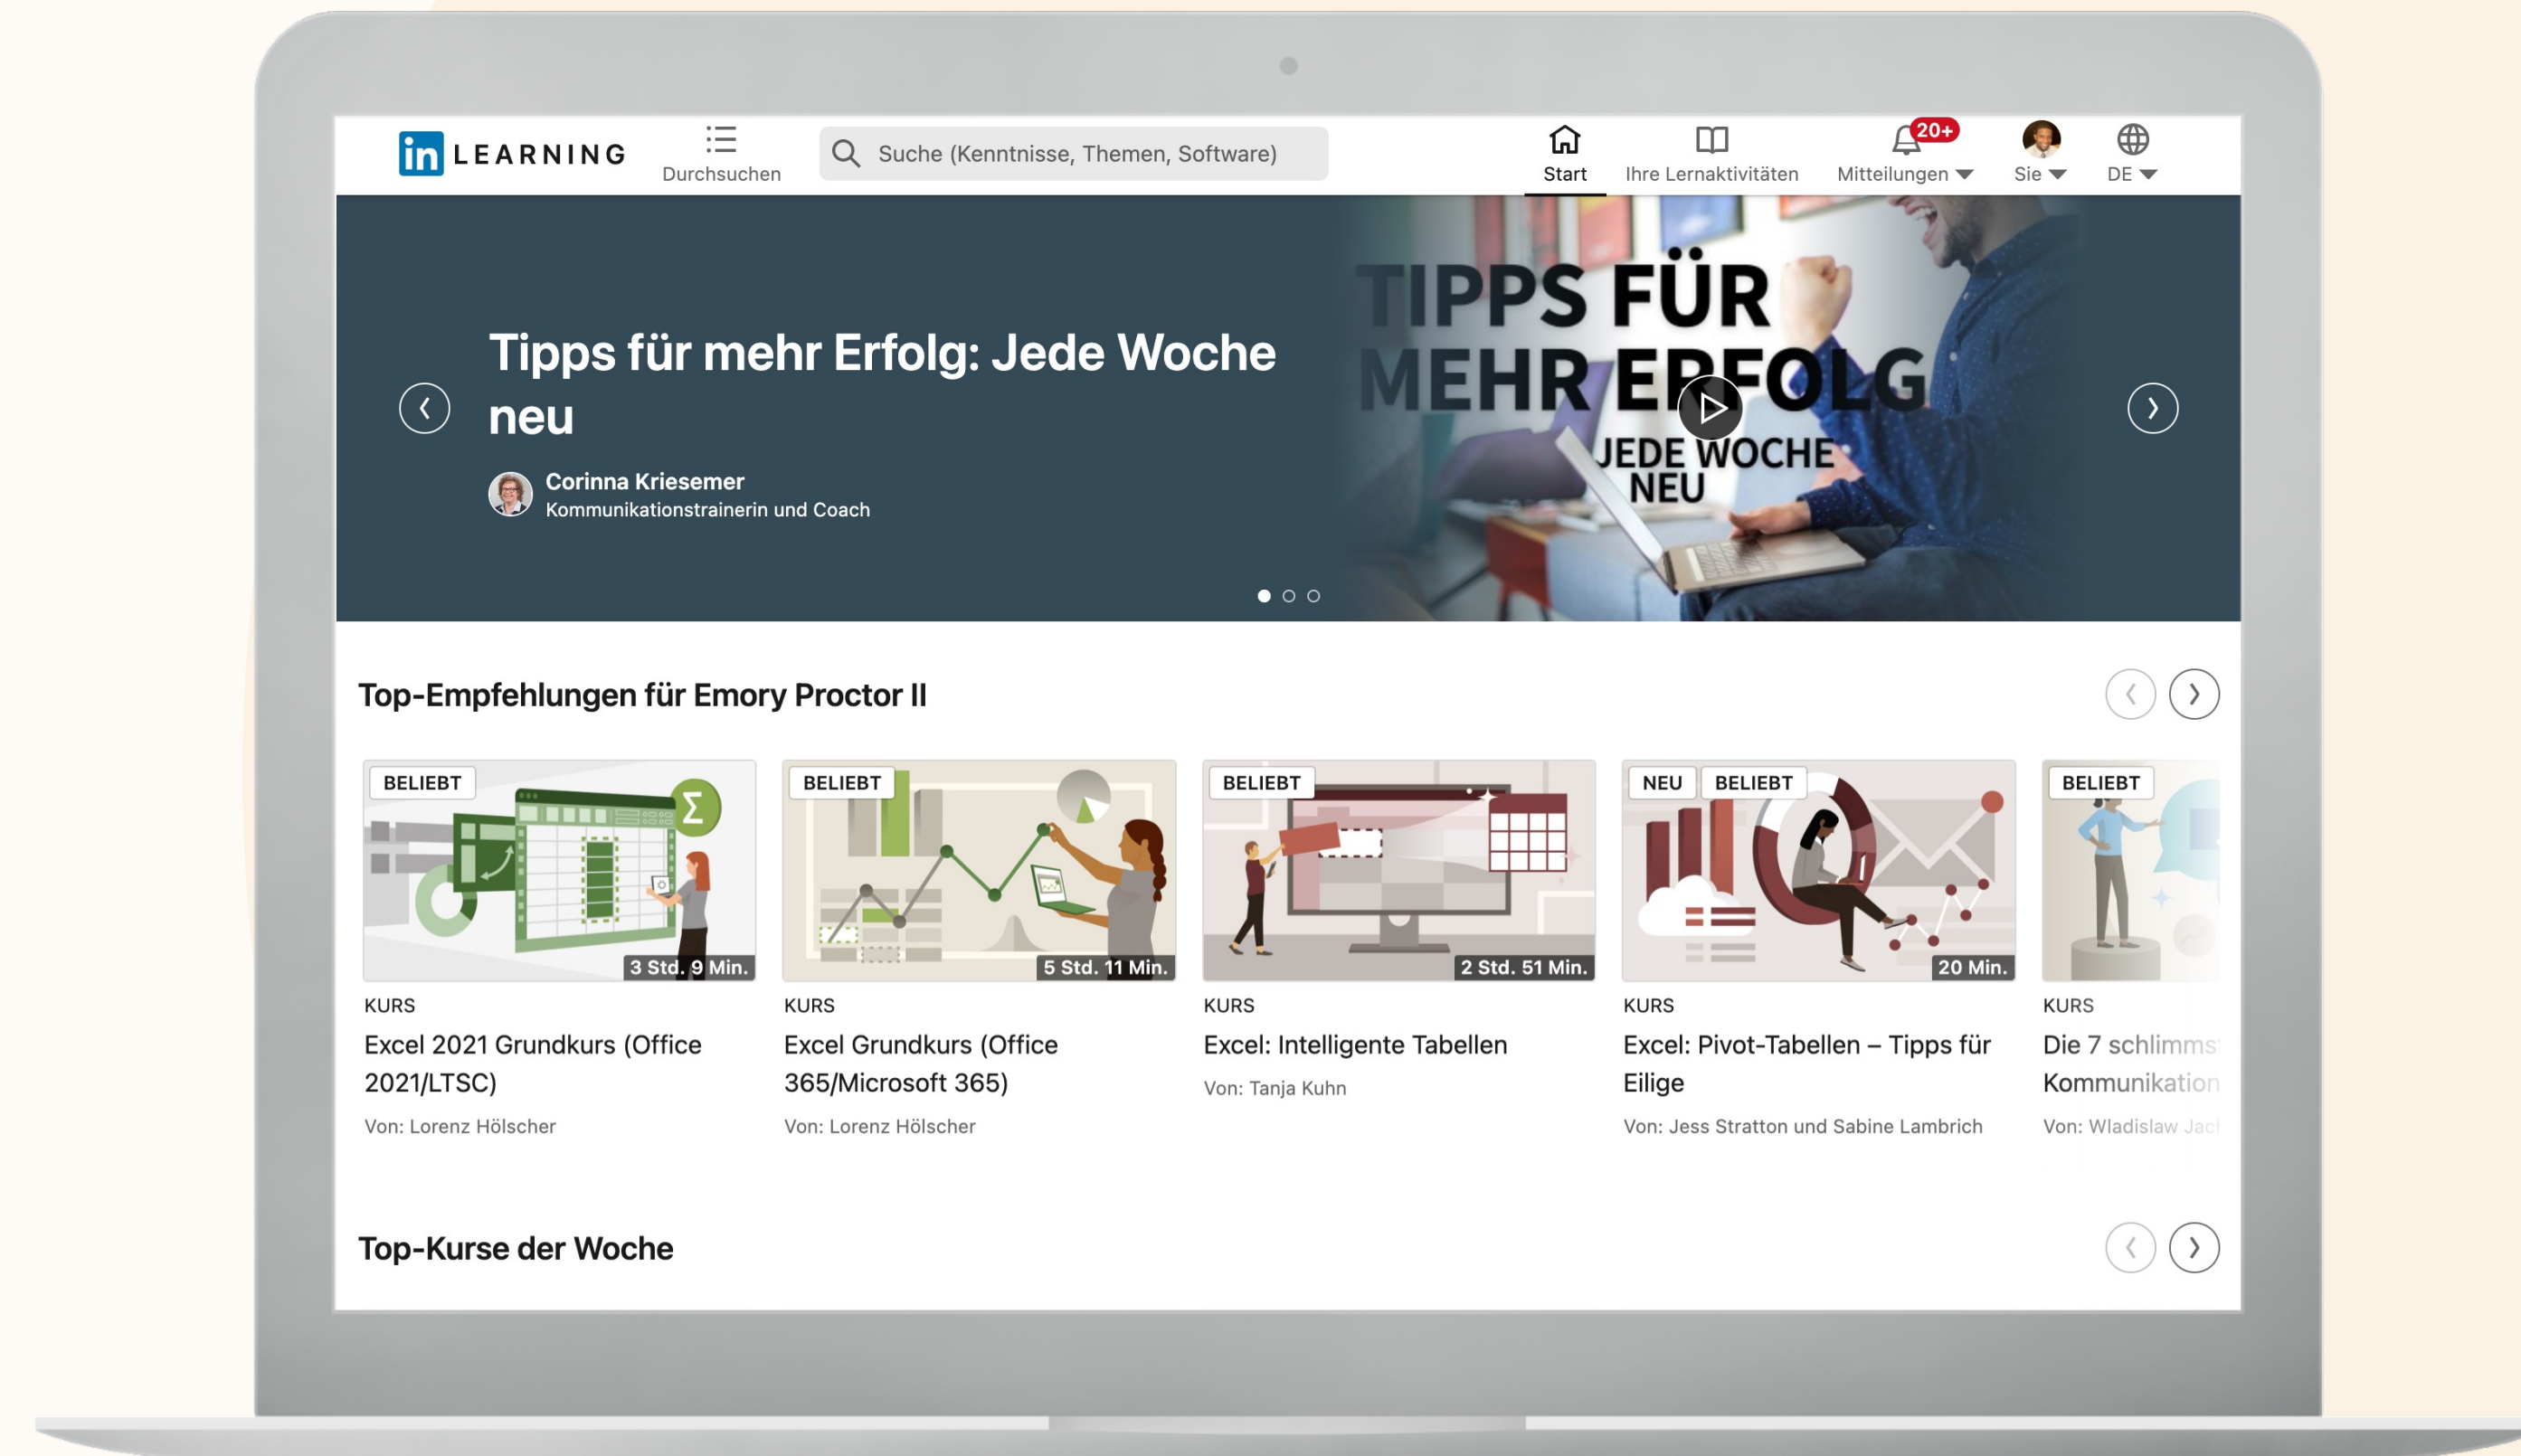 in LEARNING
Durchsuchen
Suche (Kenntnisse, Themen, Software)
Start
Ihre Lernaktivitäten
20+
Mitteilungen
Sie
DE
Tipps für mehr Erfolg: Jede Woche
neu
Corinna Kriesemer
Kommunikationstrainerin und Coach
TIPPS FÜR
MEHR ERFOLG
JEDE WOCHE
NEU
Top-Empfehlungen für Emory Proctor II
BELIEBT
Σ
3 Std. 9 Min.
KURS
Excel 2021 Grundkurs (Office
2021/LTSC)
Von: Lorenz Hölscher
BELIEBT
5 Std. 11 Min.
KURS
Excel Grundkurs (Office
365/Microsoft 365)
Von: Lorenz Hölscher
BELIEBT
2 Std. 51 Min.
KURS
Excel: Intelligente Tabellen
Von: Tanja Kuhn
NEU BELIEBT
20 Min.
KURS
Excel: Pivot-Tabellen – Tipps für
Eilige
Von: Jess Stratton und Sabine Lambrich
BELIEBT
KURS
Die 7
Kommunikation
Von: Wladislaw
Top-Kurse der Woche